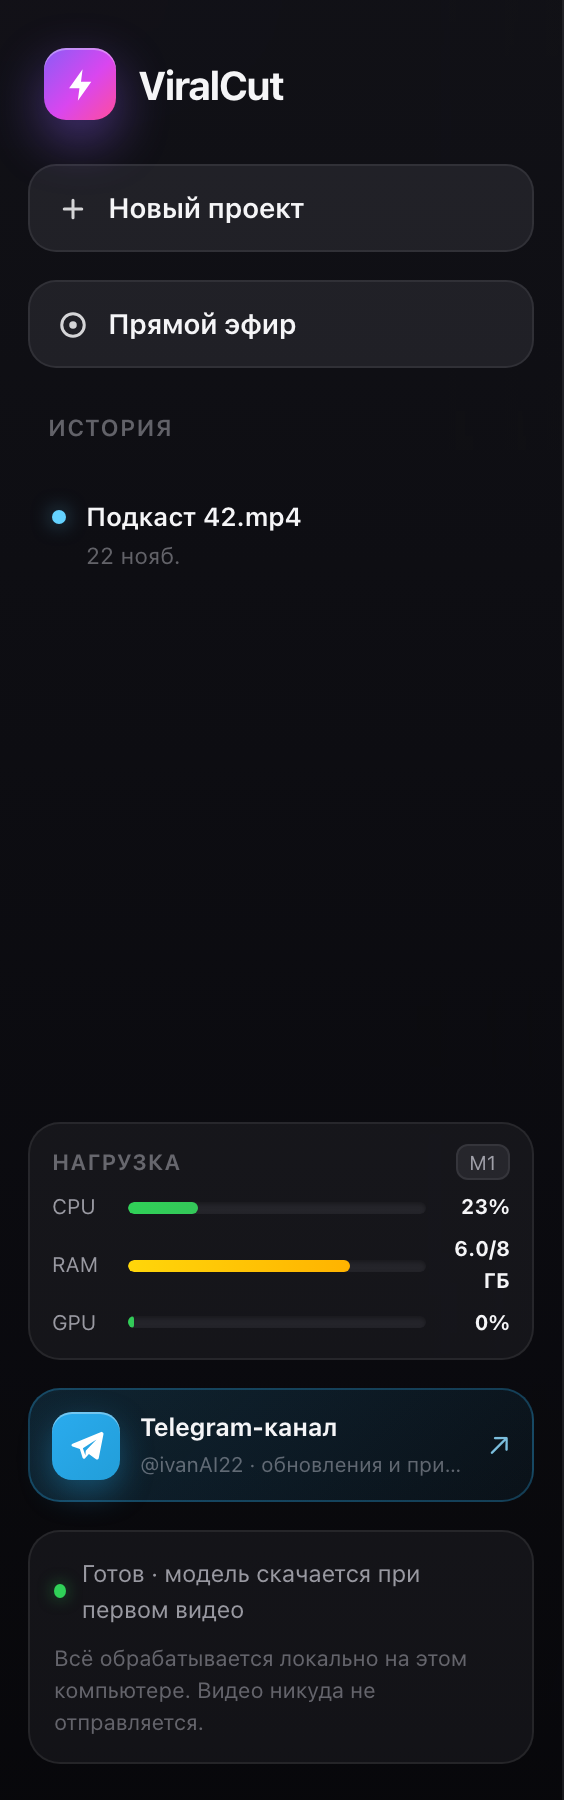 ViralCut
Новый проект
Прямой эфир
ИСТОРИЯ
Подкаст 42.mp4
22 нояб.
НАГРУЗКА M1
CPU 23%
RAM 6.0/8 ГБ
GPU 0%
Telegram-канал
@ivanAI22 · обновления и при...
Готов · модель скачается при
первом видео
Всё обрабатывается локально на этом
компьютере. Видео никуда не
отправляется.